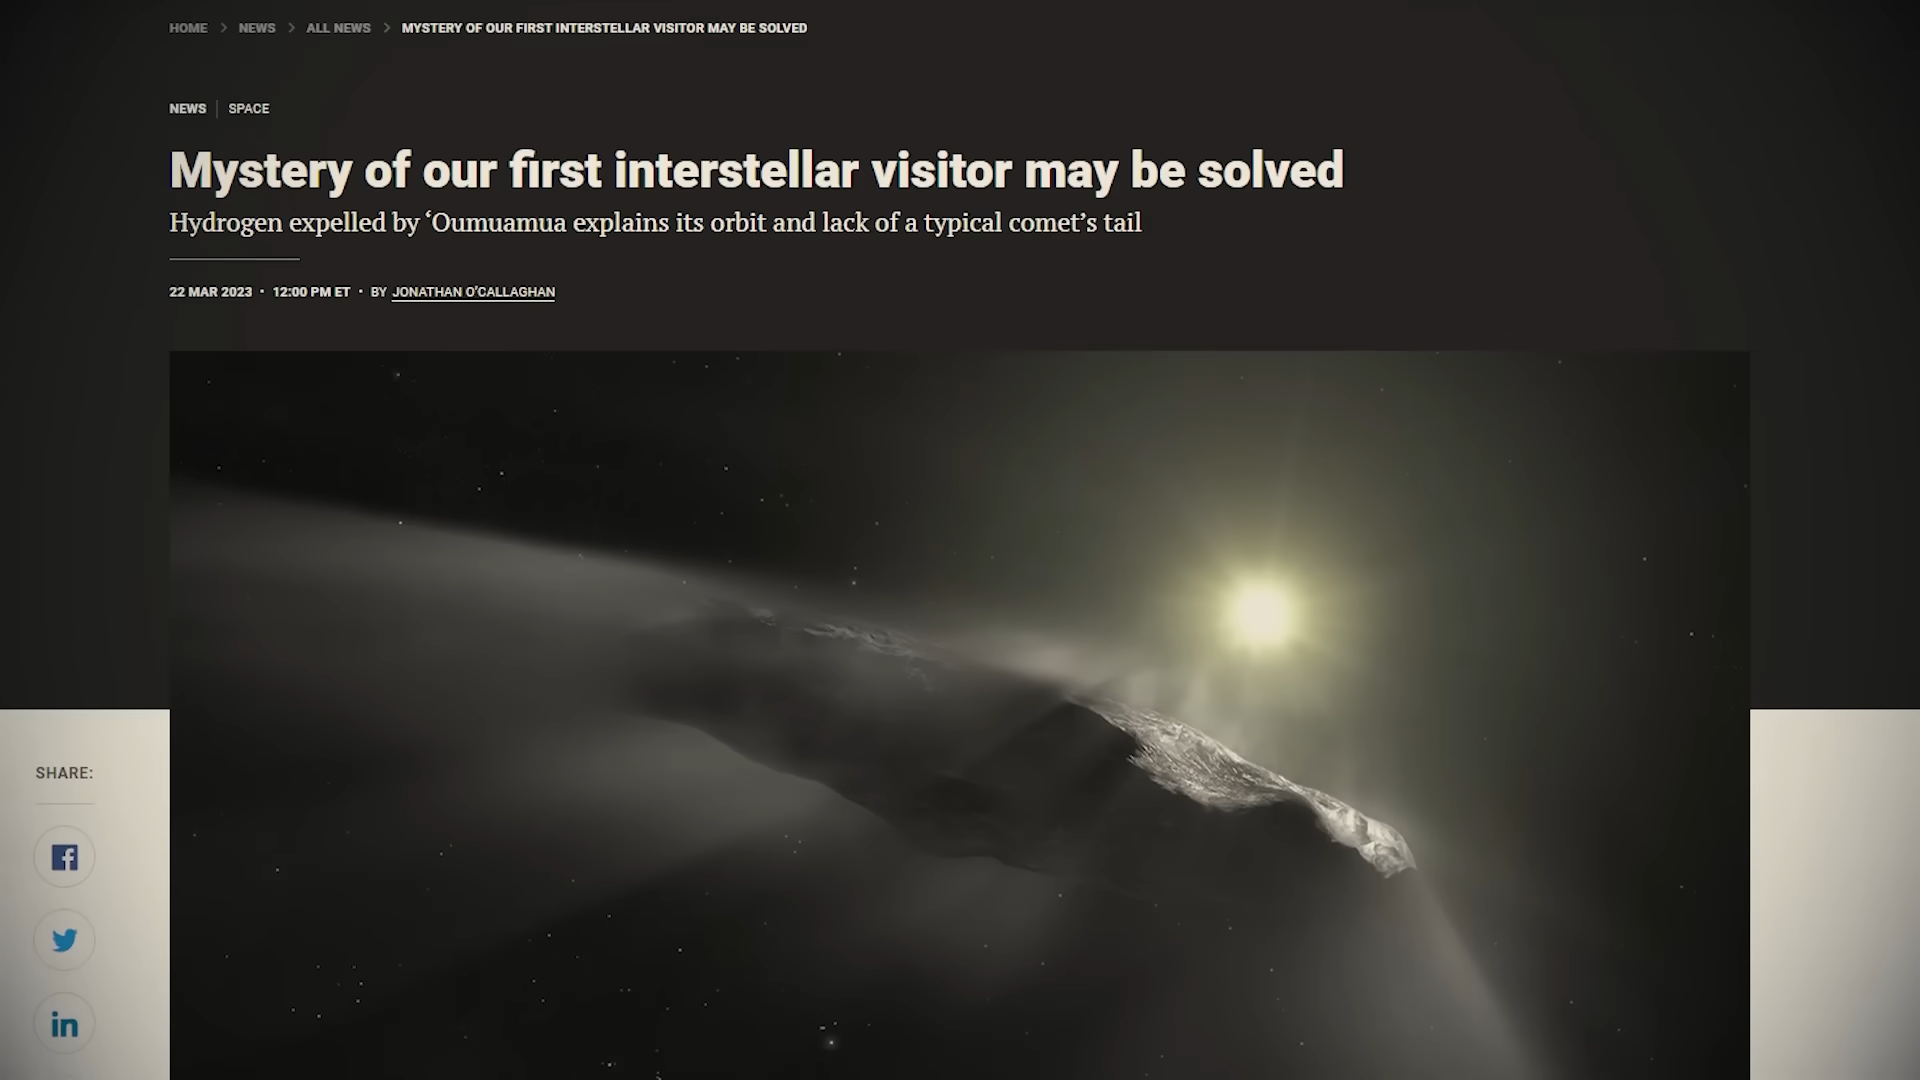 HOME > NEWS > ALL NEWS > MYSTERY OF OUR FIRST INTERSTELLAR VISITOR MAY BE SOLVED
NEWS | SPACE
Mystery of our first interstellar visitor may be solved
Hydrogen expelled by ‘Oumuamua explains its orbit and lack of a typical comet’s tail
22 MAR 2023 · 12:00 PM ET · BY JONATHAN O’CALLAGHAN
SHARE: